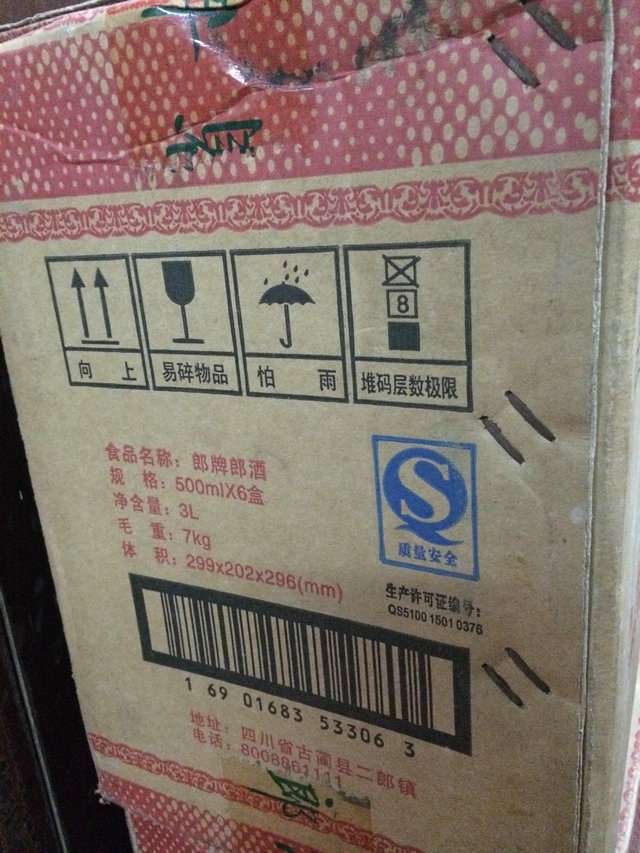 8
向上
易碎物品
怕雨
堆码层数极限
食品名称：郎牌郎酒
规格：500mlX6盒
净含量：3L
毛重：7kg
体积：299x202x296(mm)
质量安全
生产许可证编号：
QS5100 1501 0376
1 69 01683 53306 3
地址：四川省古蔺县二郎镇
电话：8008861111